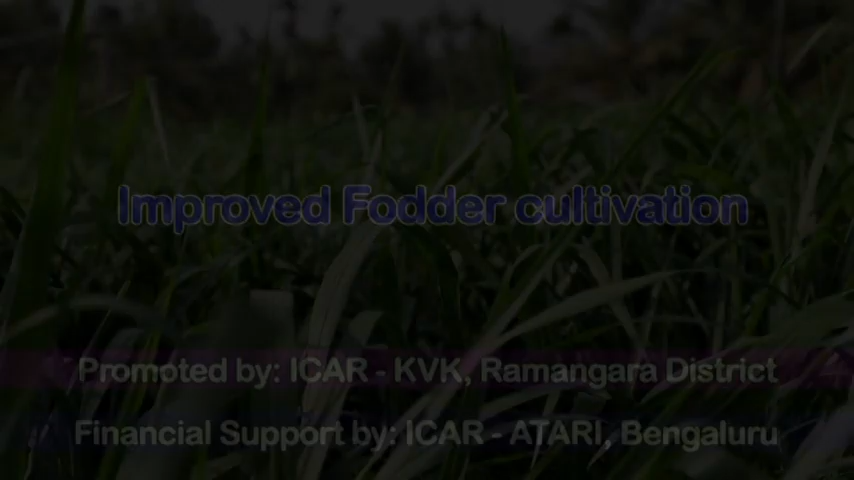 Improved Fodder cultivation
Promoted by: ICAR - KVK, Ramangara District
Financial Support by: ICAR - ATARI, Bengaluru